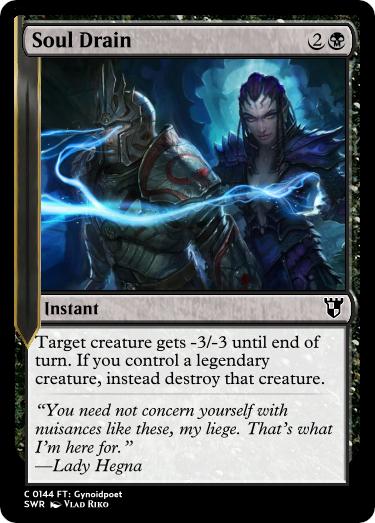 Soul Drain 2
Instant
Target creature gets -3/-3 until end of
turn. If you control a legendary
creature, instead destroy that creature.
“You need not concern yourself with
nuisances like these, my liege. That’s what
I’m here for.”
—Lady Hegna
C 0144 FT: Gynoidpoet
SWR Vlad Riko